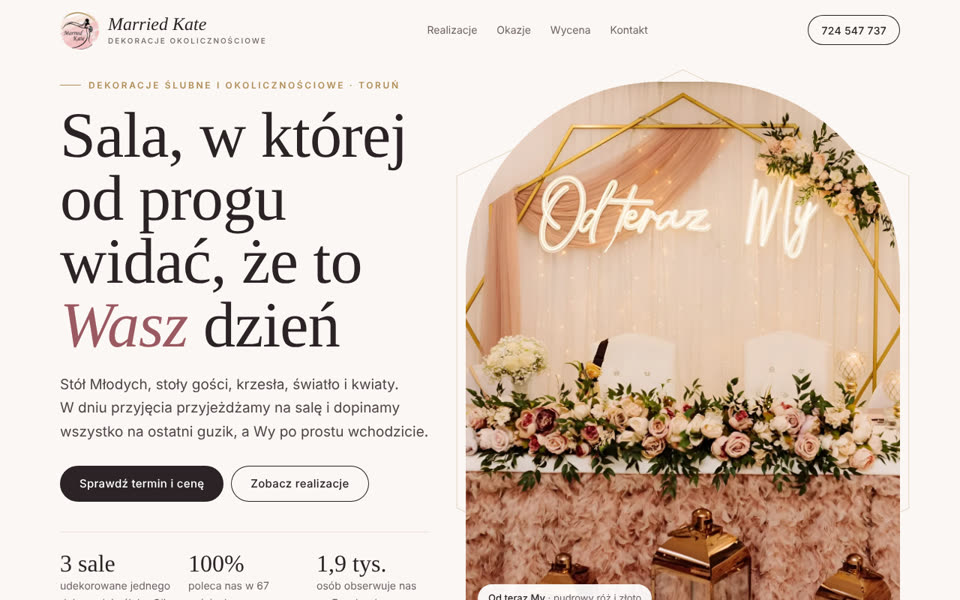 Married Kate
Married Kate
DEKORACJE OKOLICZNOŚCIOWE
Realizacje
Okazje
Wycena
Kontakt
724 547 737
DEKORACJE ŚLUBNE I OKOLICZNOŚCIOWE · TORUŃ
Sala, w której
od progu
widać, że to
Wasz dzień
Stół Młodych, stoły gości, krzesła, światło i kwiaty.
W dniu przyjęcia przyjeżdżamy na salę i dopinamy
wszystko na ostatni guzik, a Wy po prostu wchodzicie.
Sprawdź termin i cenę
Zobacz realizacje
3 sale
udekorowane jednego
100%
poleca nas w 67
1,9 tys.
osób obserwuje nas
Od teraz My
Od teraz My · pudrowy róż i złoto